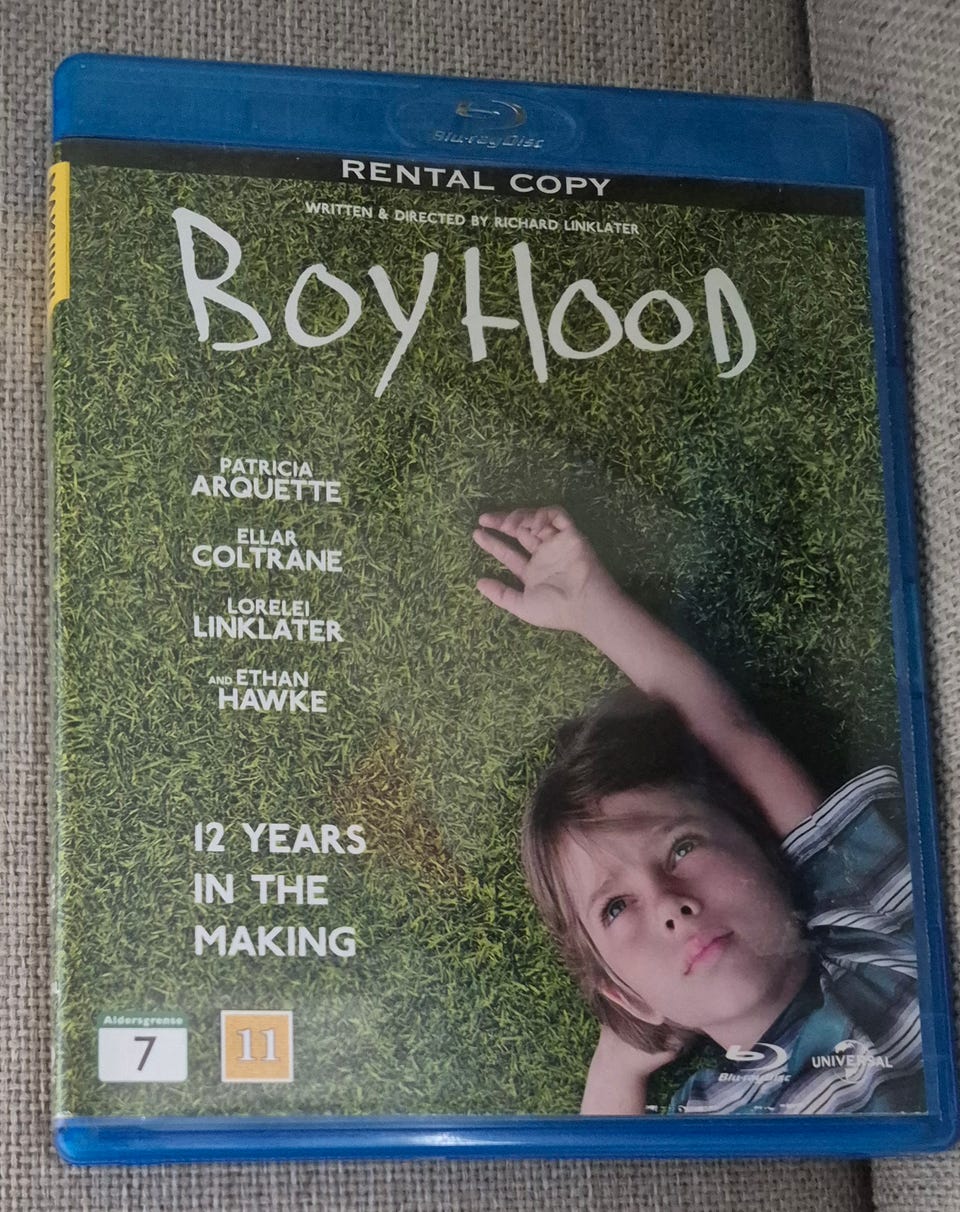 Blu-ray Disc
RENTAL COPY
WRITTEN & DIRECTED BY RICHARD LINKLATER
BOYHOOD
PATRICIA
ARQUETTE
ELLAR
COLTRANE
LORELEI
LINKLATER
AND ETHAN
HAWKE
12 YEARS
IN THE
MAKING
Aldersgrense
7
11
Blu-ray Disc
UNIVERSAL